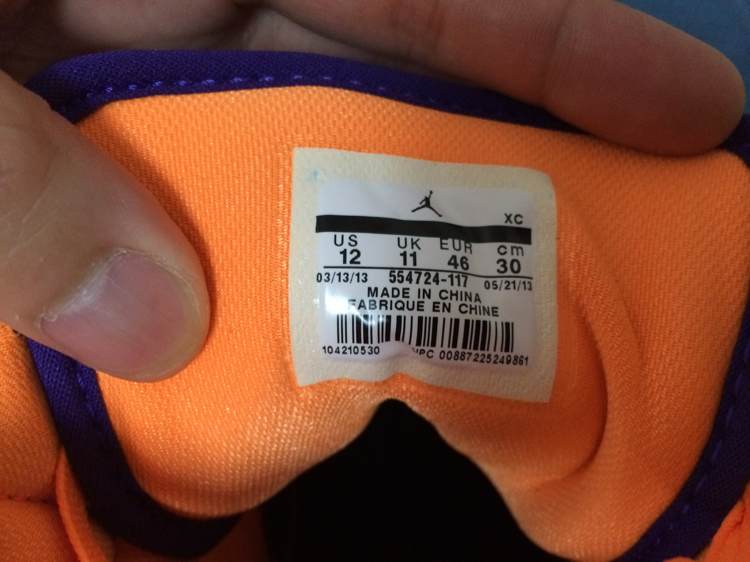 XC
US UK EUR cm
12 11 46 30
03/13/13 554724-117 05/21/13
MADE IN CHINA
FABRIQUE EN CHINE
104210530 UPC 00887225249861